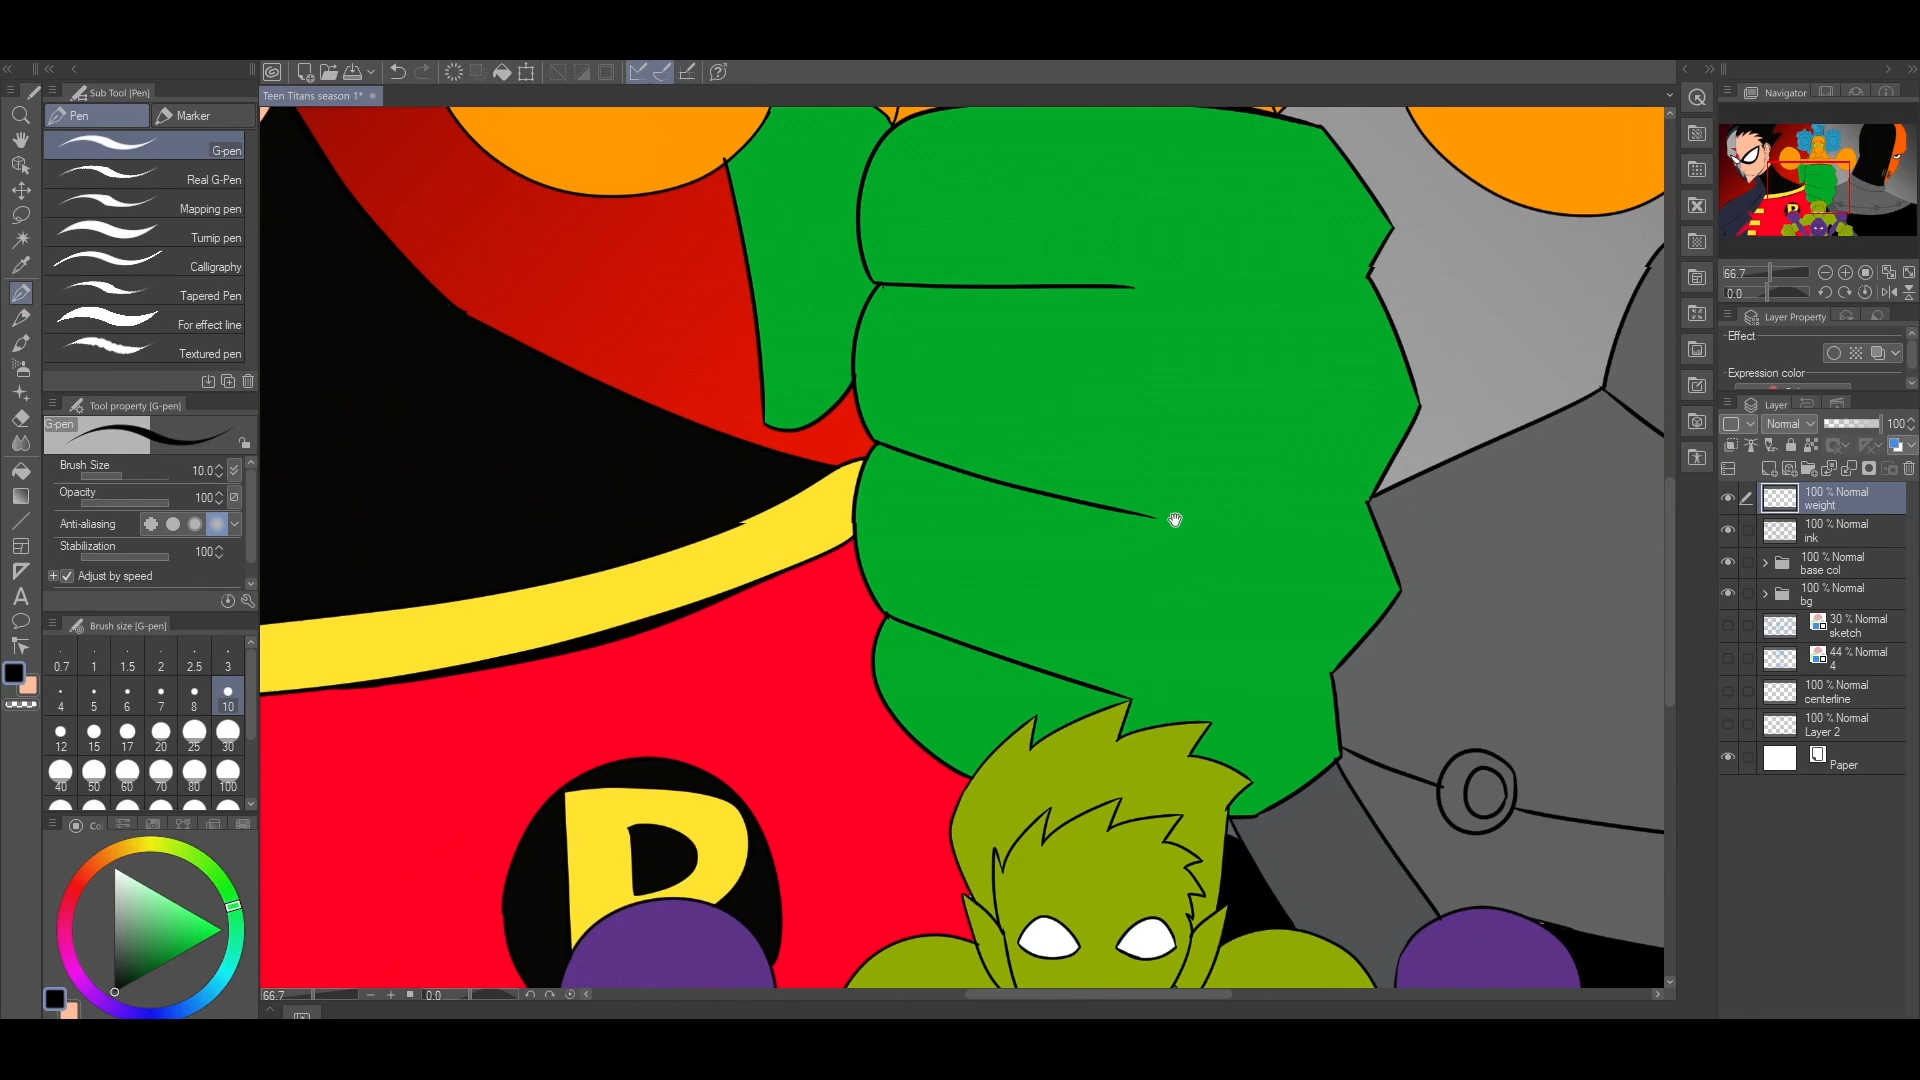 Sub Tool [Pen]
Pen
Marker
G-pen
Real G-Pen
Mapping pen
Turnip pen
Calligraphy
Tapered Pen
For effect line
Textured pen
Tool property [G-pen]
G-pen
Brush Size 10.0
Opacity 100
Anti-aliasing
Stabilization 100
Adjust by speed
Brush size [G-pen]
0.7 1 1.5 2 2.5 3
4 5 6 7 8 10
12 15 17 20 25 30
40 50 60 70 80 100
Co
Teen Titans season 1*
R
66.7 0.0
Navigator
66.7
0.0
Layer Property
Effect
Expression color
Layer
Normal 100
100 % Normal
weight
100 % Normal
ink
100 % Normal
base col
100 % Normal
bg
30 % Normal
sketch
44 % Normal
4
100 % Normal
centerline
100 % Normal
Layer 2
Paper